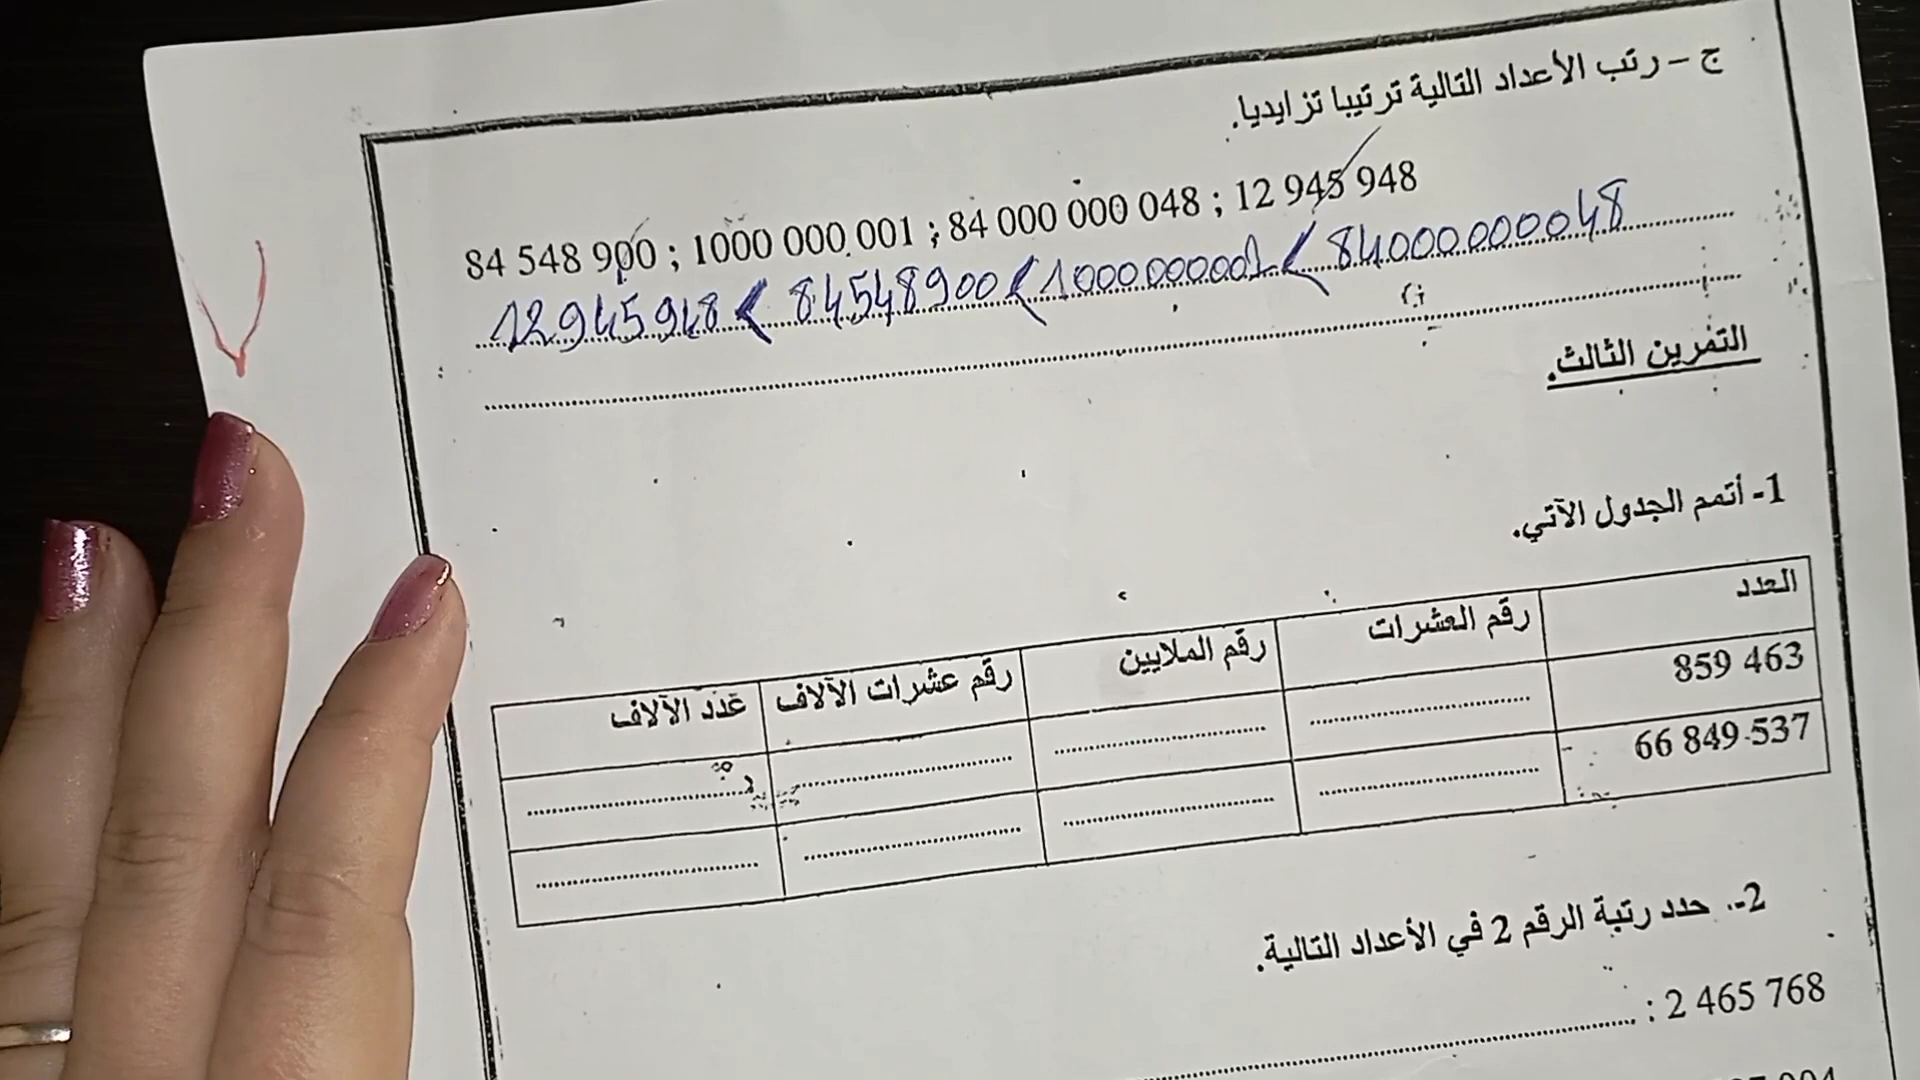 ج - رتب الأعداد التالية ترتيبا تزايديا.
84 548 900 ; 1000 000 001 ; 84 000 000 048 ; 12 945 948
12945948 < 84548900 < 1000000001 < 84000000048
التمرين الثالث.
1- أتمم الجدول الآتي.
العدد رقم العشرات رقم الملايين رقم عشرات الآلاف عدد الآلاف
859 463
66 849 537
2- حدد رتبة الرقم 2 في الأعداد التالية.
2 465 768 :